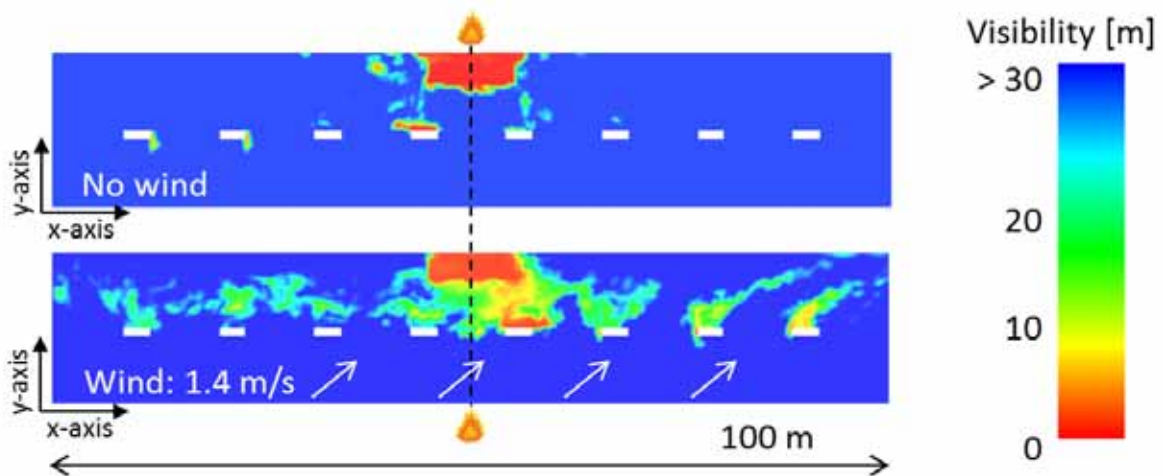 Visibility [m]
> 30
20
10
0
y-axis
No wind
x-axis
y-axis
Wind: 1.4 m/s
x-axis
100 m